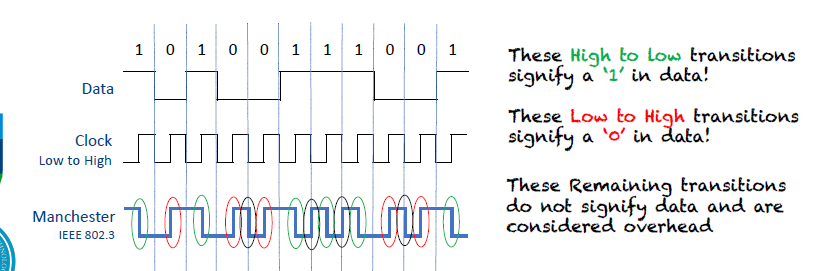 1 0 1 0 0 1 1 1 0 0 1
Data
Clock
Low to High
Manchester
IEEE 802.3
These High to low transitions
signify a ‘1’ in data!
These Low to High transitions
signify a ‘0’ in data!
These Remaining transitions
do not signify data and are
considered overhead